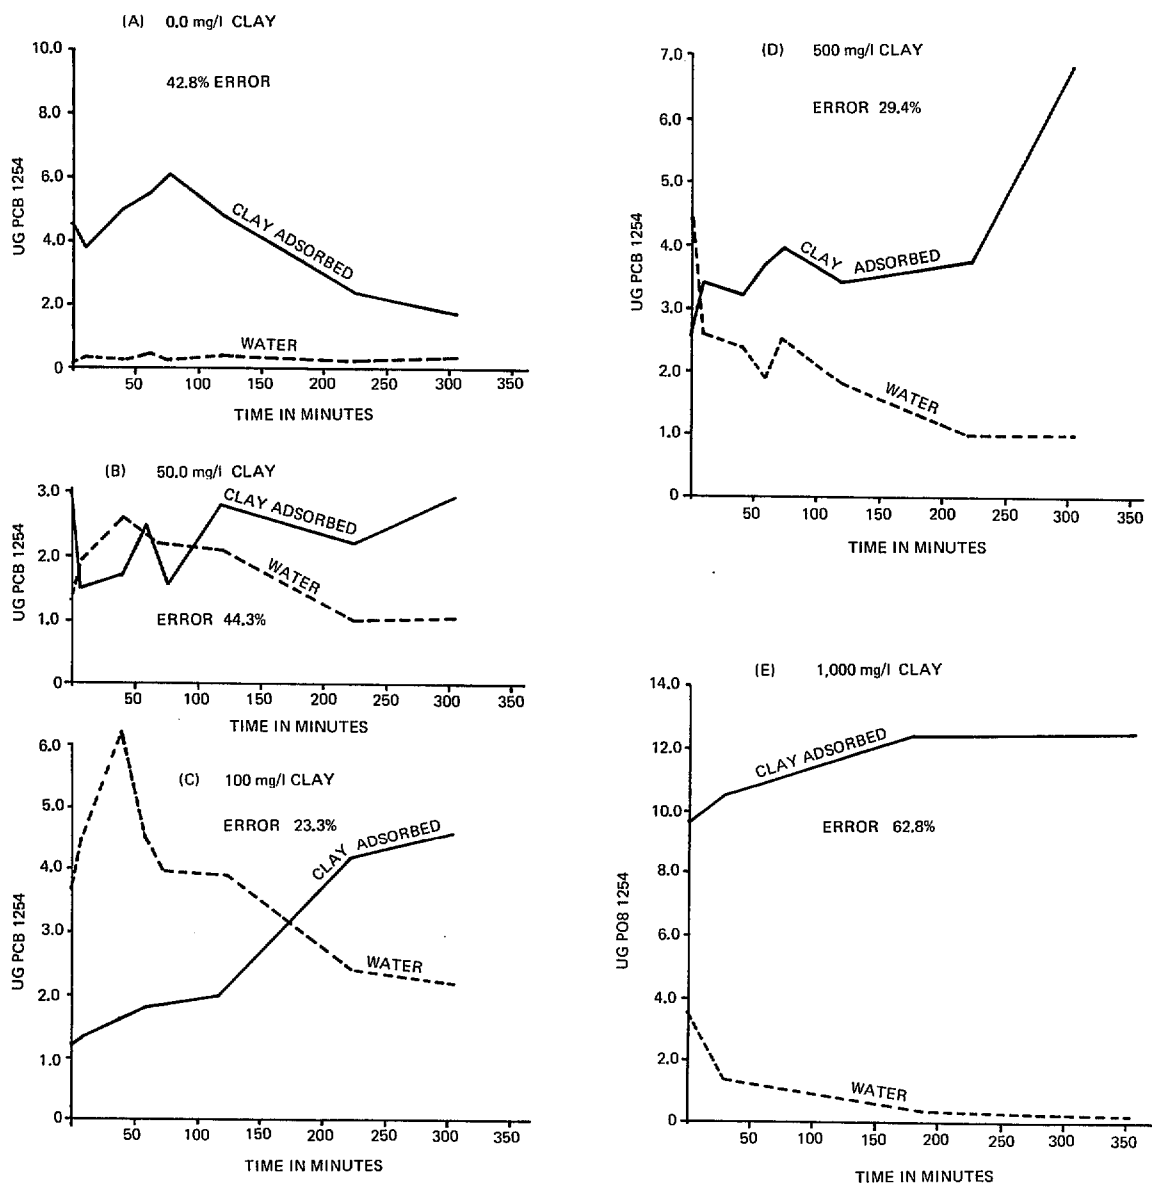 (A) 0.0 mg/l CLAY
42.8% ERROR
10.0
8.0
6.0
4.0
2.0
0
UG PCB 1254
CLAY ADSORBED
WATER
50 100 150 200 250 300 350
TIME IN MINUTES
(B) 50.0 mg/l CLAY
3.0
2.0
1.0
0
UG PCB 1254
CLAY ADSORBED
WATER
ERROR 44.3%
50 100 150 200 250 300 350
TIME IN MINUTES
(C) 100 mg/l CLAY
ERROR 23.3%
6.0
5.0
4.0
3.0
2.0
1.0
0
UG PCB 1254
CLAY ADSORBED
WATER
50 100 150 200 250 300 350
TIME IN MINUTES
(D) 500 mg/l CLAY
ERROR 29.4%
7.0
6.0
5.0
4.0
3.0
2.0
1.0
0
UG PCB 1254
CLAY ADSORBED
WATER
50 100 150 200 250 300 350
TIME IN MINUTES
(E) 1,000 mg/l CLAY
14.0
12.0
10.0
8.0
6.0
4.0
2.0
0
UG PO8 1254
CLAY ADSORBED
ERROR 62.8%
WATER
50 100 150 200 250 300 350
TIME IN MINUTES